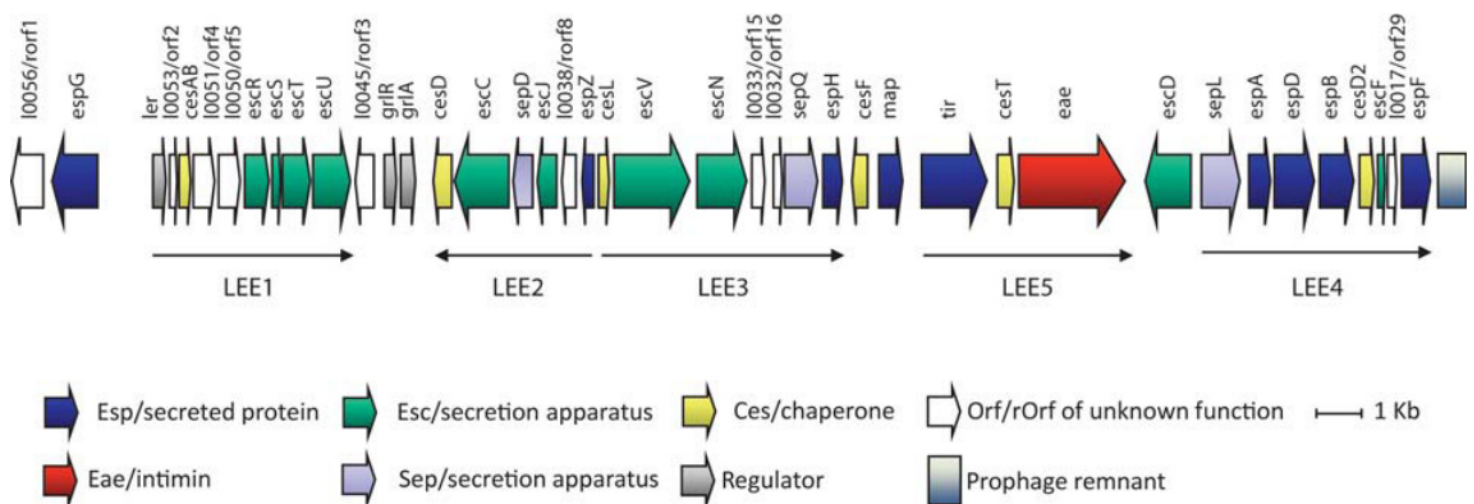 l0056/rorf1
espG
ler
l0053/orf2
cesAB
l0051/orf4
l0050/orf5
escR
escS
escT
escU
l0045/rorf3
grlR
grlA
cesD
escC
sepD
escJ
l0038/rorf8
espZ
cesL
escV
escN
l0033/orf15
l0032/orf16
sepQ
espH
cesF
map
tir
cesT
eae
escD
sepL
espA
espD
espB
cesD2
escF
l0017/orf29
espF
LEE1
LEE2
LEE3
LEE5
LEE4
Esp/secreted protein
Esc/secretion apparatus
Ces/chaperone
Orf/rOrf of unknown function
1 Kb
Eae/intimin
Sep/secretion apparatus
Regulator
Prophage remnant